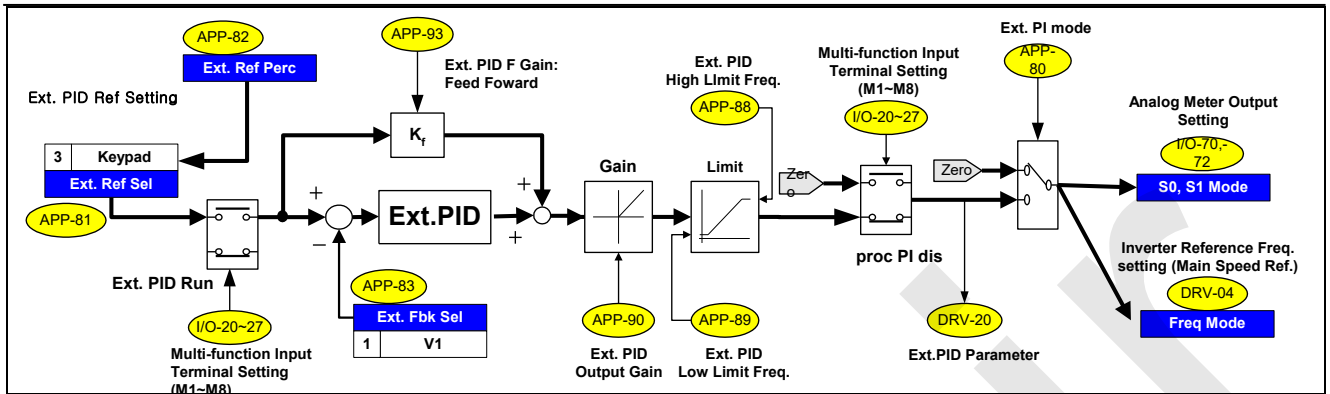 APP-82
Ext. Ref Perc
Ext. PID Ref Setting
3 Keypad
Ext. Ref Sel
APP-81
Ext. PID Run
I/O-20~27
Multi-function Input
Terminal Setting
(M1~M8)
APP-93
Ext. PID F Gain:
Feed Foward
Kf
+
−
Ext.PID
+
+
APP-83
Ext. Fbk Sel
1 V1
Gain
APP-90
Ext. PID
Output Gain
Ext. PID
High LImit Freq.
APP-88
Limit
APP-89
Ext. PID
Low Limit Freq.
Multi-function Input
Terminal Setting
(M1~M8)
I/O-20~27
Zer
o
proc PI dis
Zero
DRV-20
Ext.PID Parameter
Ext. PI mode
APP-
80
Analog Meter Output
Setting
I/O-70,-
72
S0, S1 Mode
Inverter Reference Freq.
setting (Main Speed Ref.)
DRV-04
Freq Mode